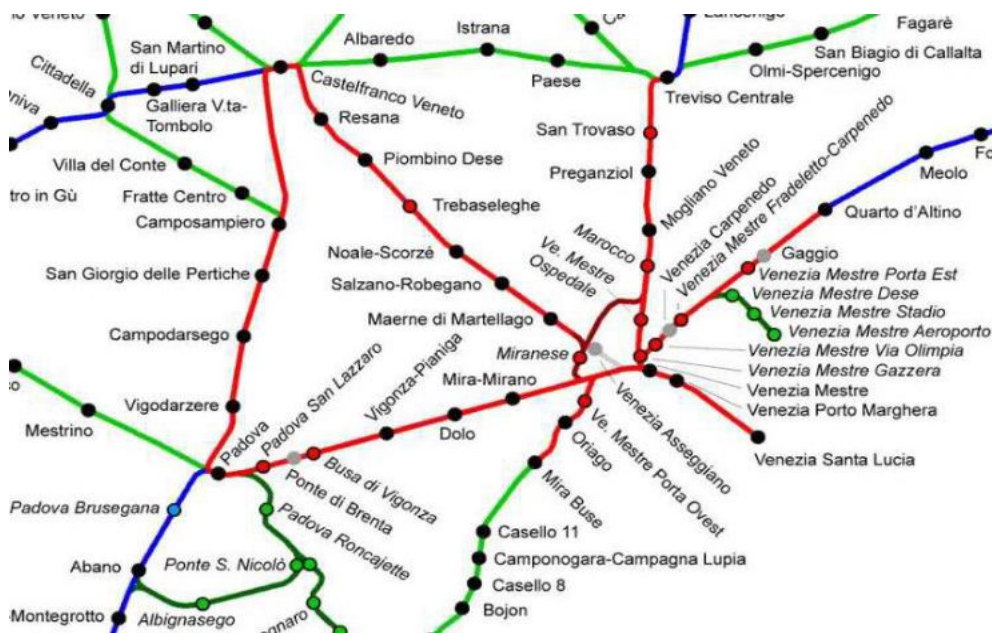 Istrana
Albaredo
Paese
Fagarè
San Biagio di Callalta
Olmi-Spercenigo
Treviso Centrale
San Martino
di Lupari
Cittadella
Galliera V.ta-
Tombolo
Castelfranco Veneto
Resana
San Trovaso
Villa del Conte
Piombino Dese
Preganziol
Fratte Centro
Camposampiero
Trebaseleghe
Mogliano Veneto
Meolo
Quarto d'Altino
Marocco
Venezia Carpenedo
Venezia Mestre Fradeletto-Carpenedo
Ve. Mestre
Ospedale
Gaggio
Noale-Scorzé
San Giorgio delle Pertiche
Salzano-Robegano
Venezia Mestre Porta Est
Venezia Mestre Dese
Venezia Mestre Stadio
Venezia Mestre Aeroporto
Campodarsego
Maerne di Martellago
Miranese
Venezia Mestre Via Olimpia
Venezia Mestre Gazzera
Venezia Mestre
Venezia Porto Marghera
Venezia Santa Lucia
Mira-Mirano
Vigonza-Pianiga
Vigodarzere
Dolo
Mestrino
Padova
Padova San Lazzaro
Busa di Vigonza
Ponte di Brenta
Venezia Asseggiano
Ve. Mestre Porta Ovest
Oriago
Mira Buse
Padova Brusegana
Padova Roncajette
Casello 11
Camponogara-Campagna Lupia
Casello 8
Bojon
Abano
Ponte S. Nicolò
Albignasego
-Montegrotto